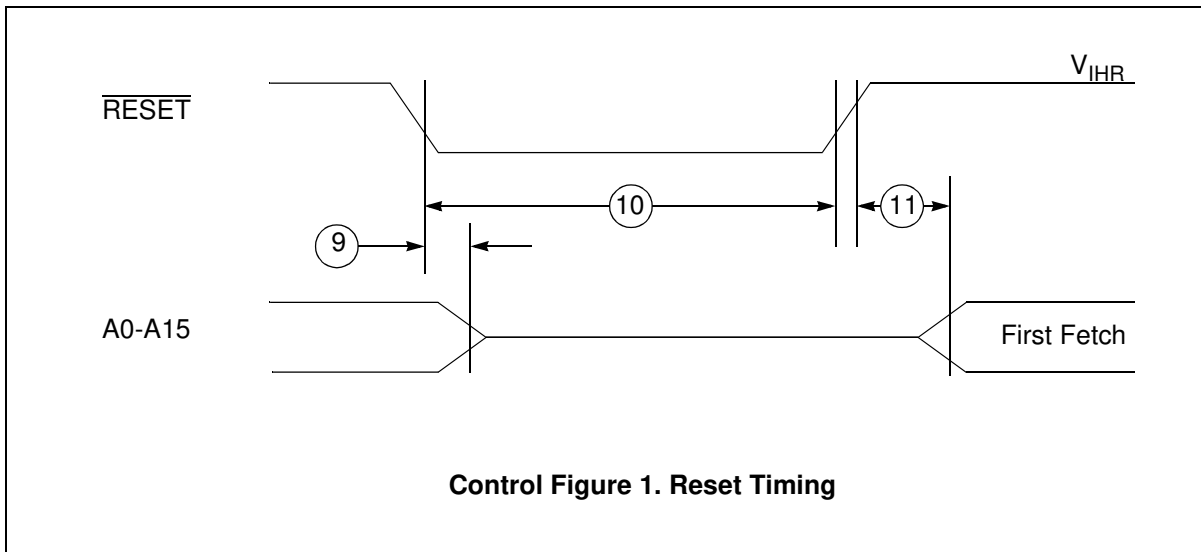 V_IHR
RESET
10
11
9
A0-A15
First Fetch
Control Figure 1. Reset Timing